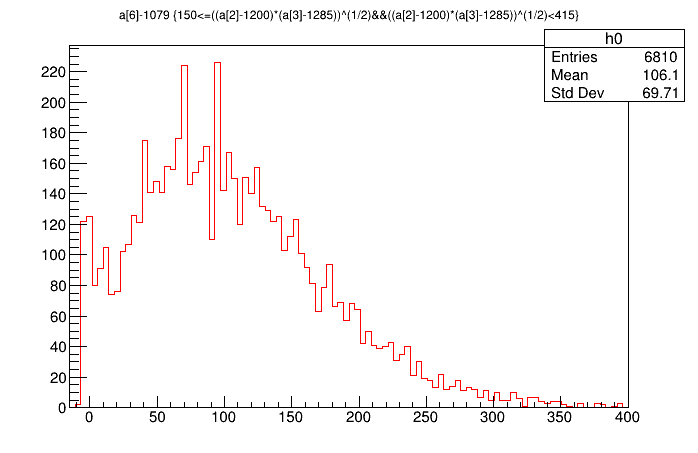 a[6]-1079 {150<=((a[2]-1200)*(a[3]-1285))^(1/2)&&((a[2]-1200)*(a[3]-1285))^(1/2)<415}
h0
Entries 6810
Mean 106.1
Std Dev 69.71
220
200
180
160
140
120
100
80
60
40
20
0
0 50 100 150 200 250 300 350 400